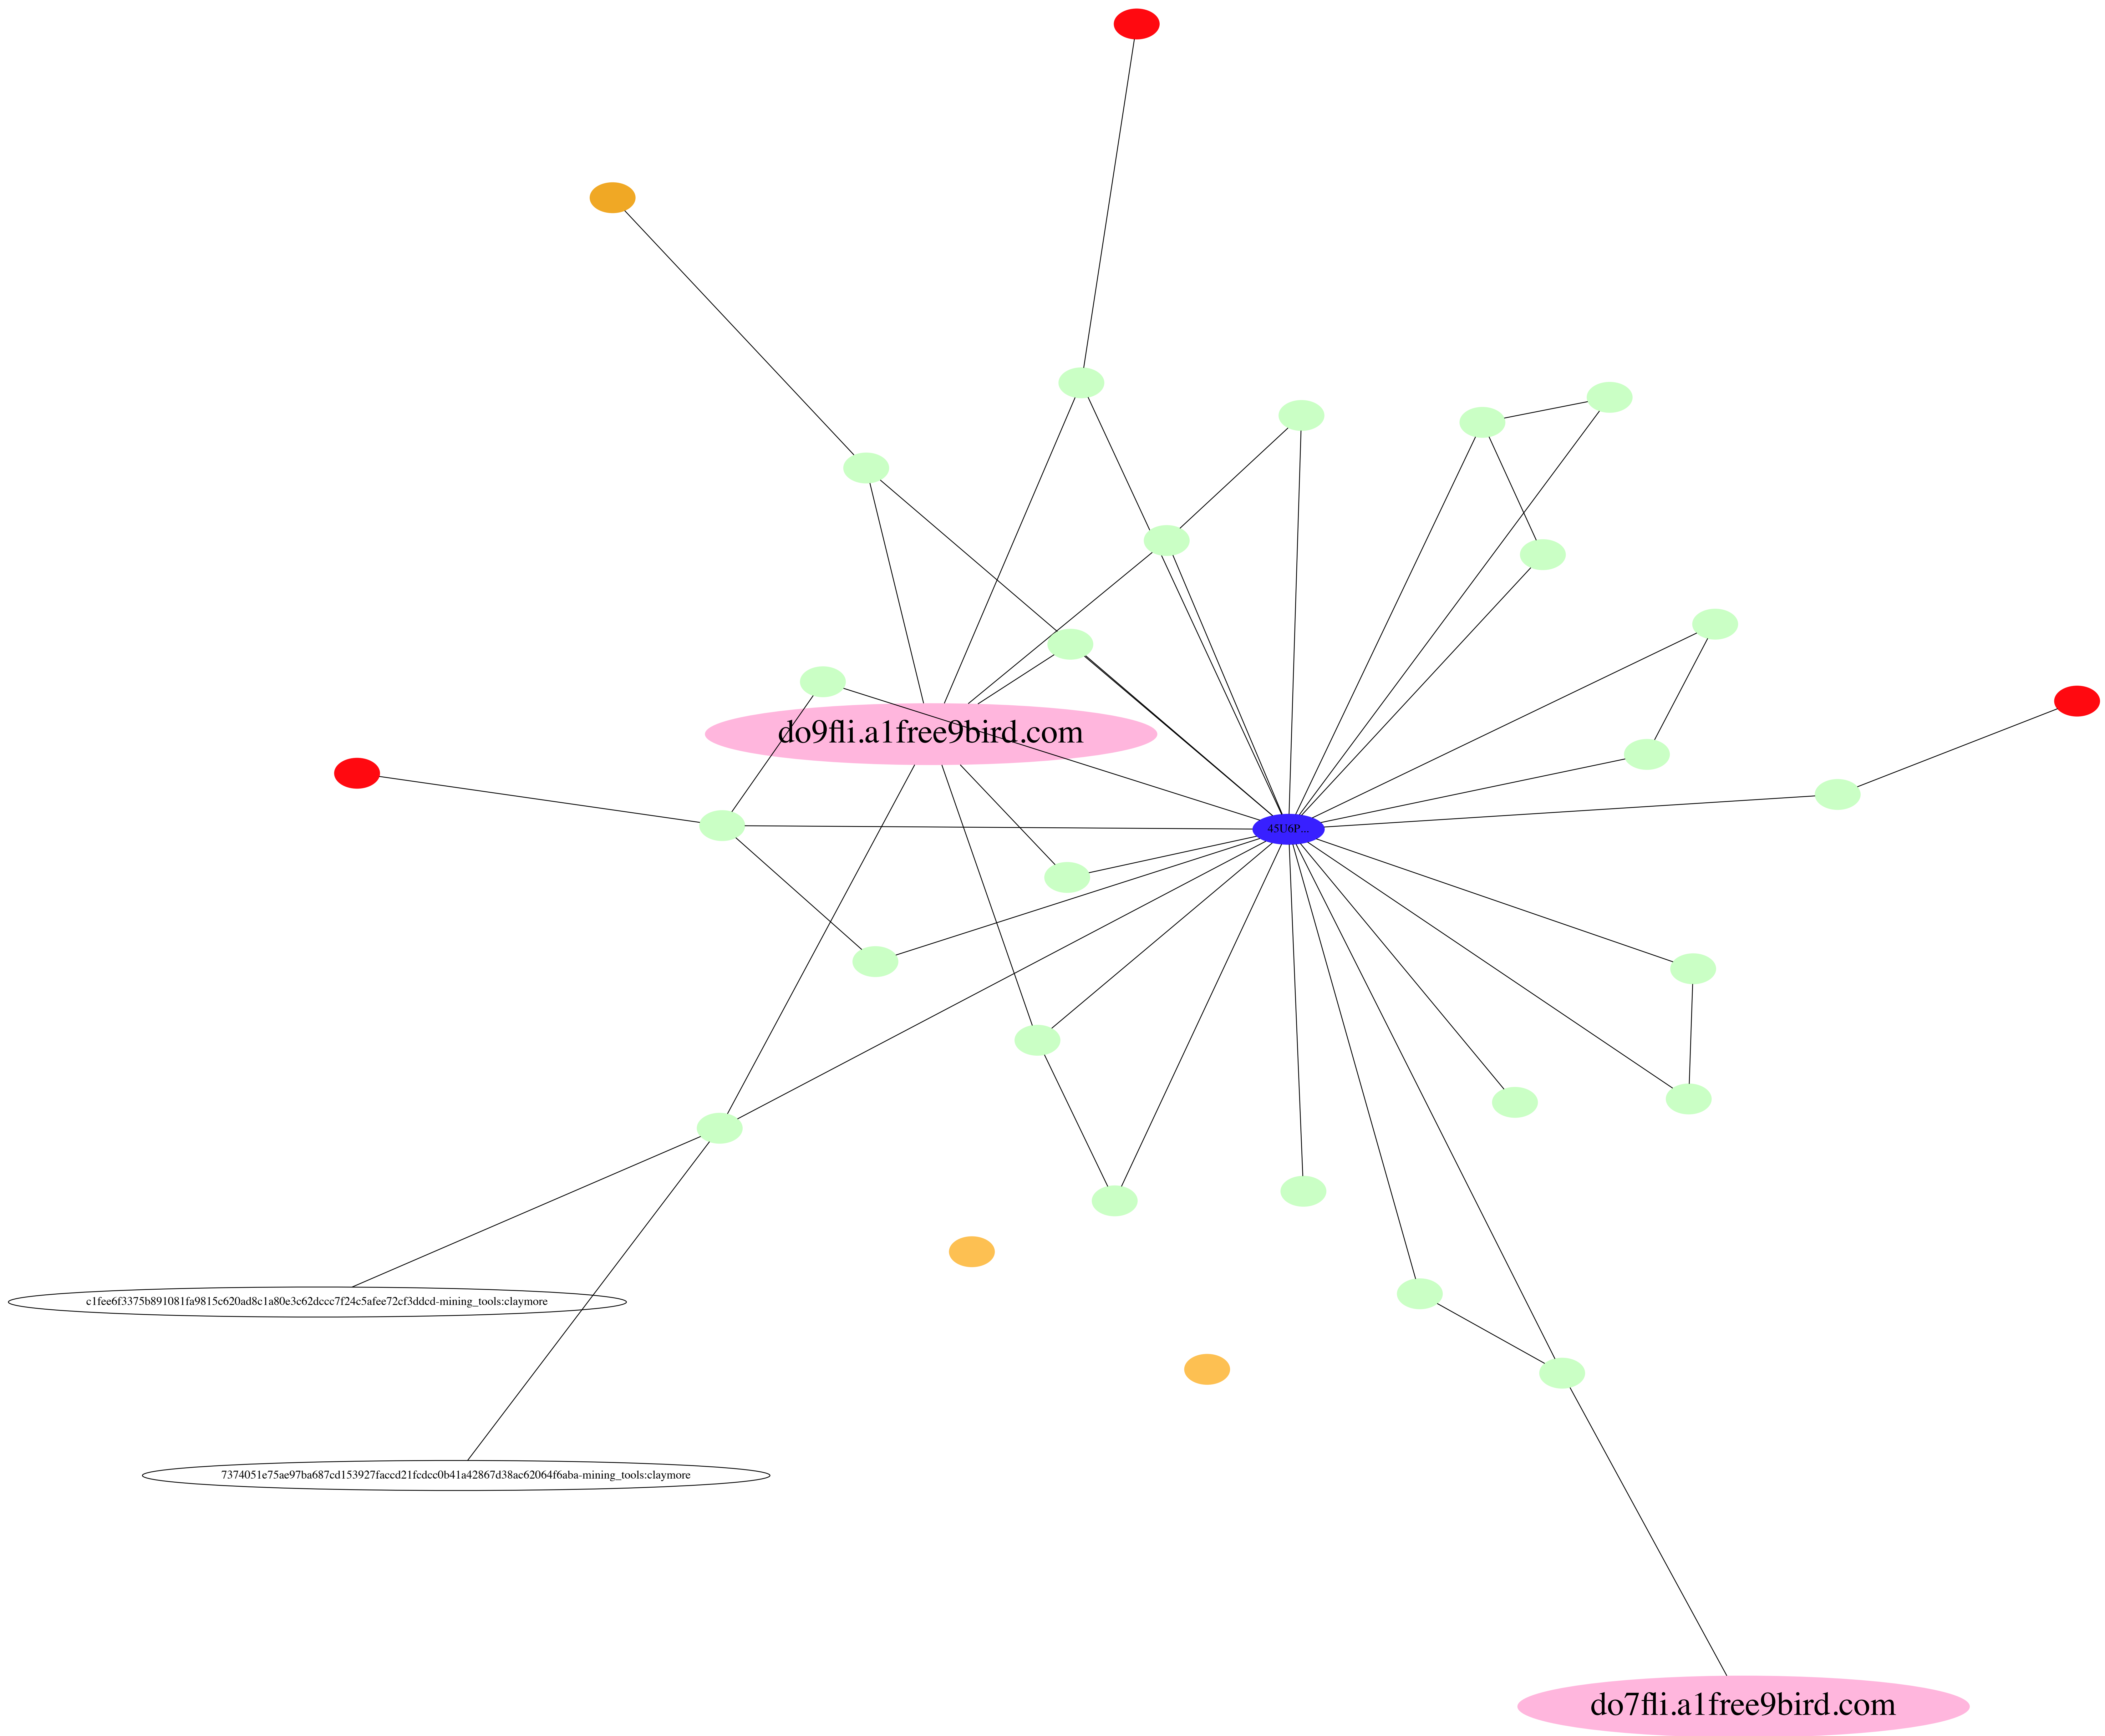 do9fli.a1free9bird.com
45U6P...
c1fee6f3375b891081fa9815c620ad8c1a80e3c62dccc7f24c5afee72cf3ddcd-mining_tools:claymore
7374051e75ae97ba687cd153927faccd21fcdcc0b41a42867d38ac62064f6aba-mining_tools:claymore
do7fli.a1free9bird.com